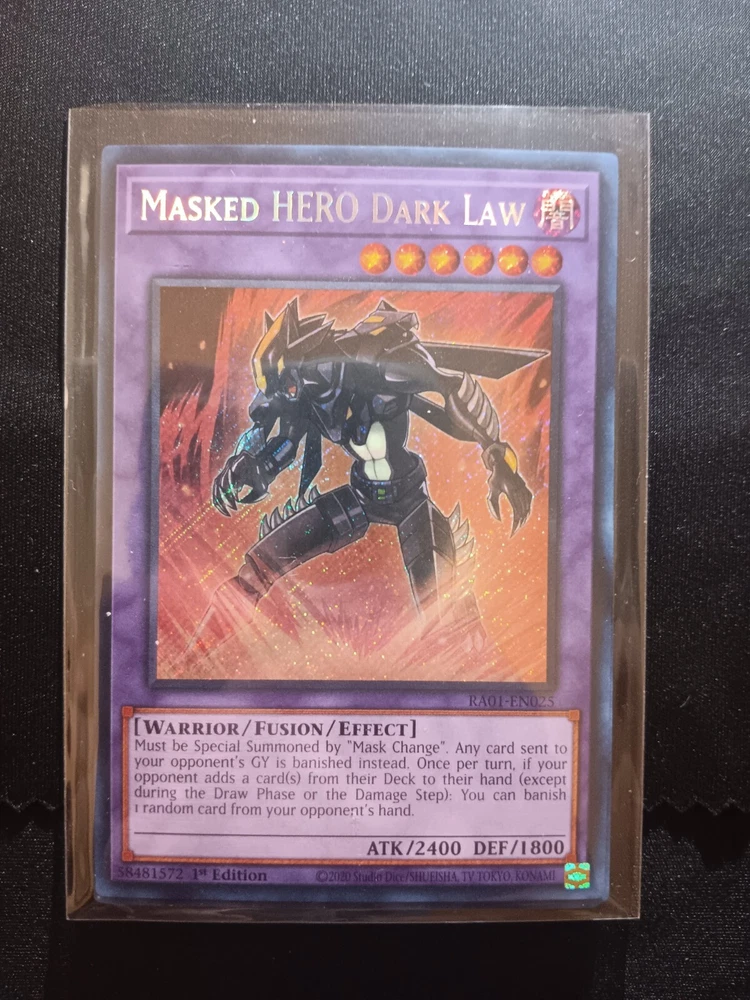 MASKED HERO DARK LAW 闇
RA01-EN025
[WARRIOR/FUSION/EFFECT]
Must be Special Summoned by "Mask Change". Any card sent to
your opponent's GY is banished instead. Once per turn, if your
opponent adds a card(s) from their Deck to their hand (except
during the Draw Phase or the Damage Step): You can banish
1 random card from your opponent's hand.
ATK/2400 DEF/1800
58481572 1st Edition ©2020 Studio Dice/SHUEISHA, TV TOKYO, KONAMI